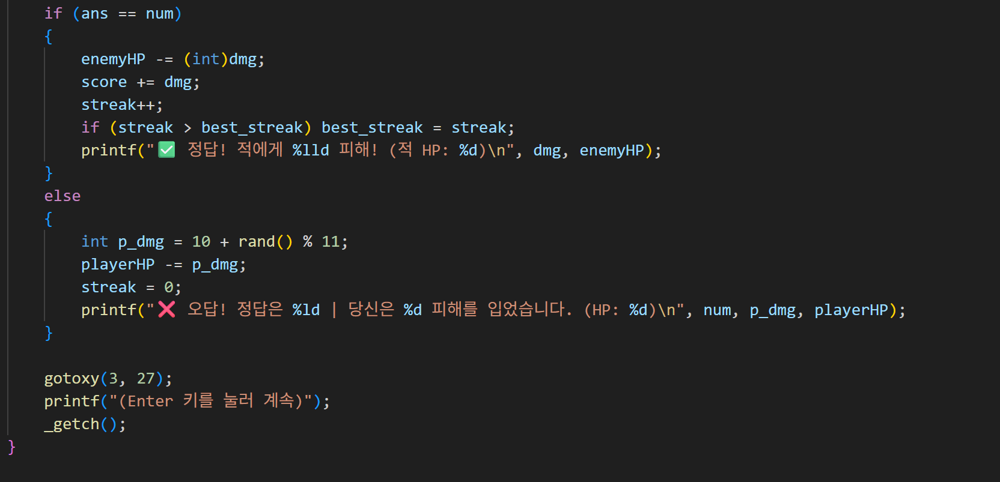 if (ans == num)
{
enemyHP -= (int)dmg;
score += dmg;
streak++;
if (streak > best_streak) best_streak = streak;
printf("✅ 정답! 적에게 %lld 피해! (적 HP: %d)\n", dmg, enemyHP);
}
else
{
int p_dmg = 10 + rand() % 11;
playerHP -= p_dmg;
streak = 0;
printf("❌ 오답! 정답은 %ld | 당신은 %d 피해를 입었습니다. (HP: %d)\n", num, p_dmg, playerHP);
}
gotoxy(3, 27);
printf("(Enter 키를 눌러 계속)");
_getch();
}